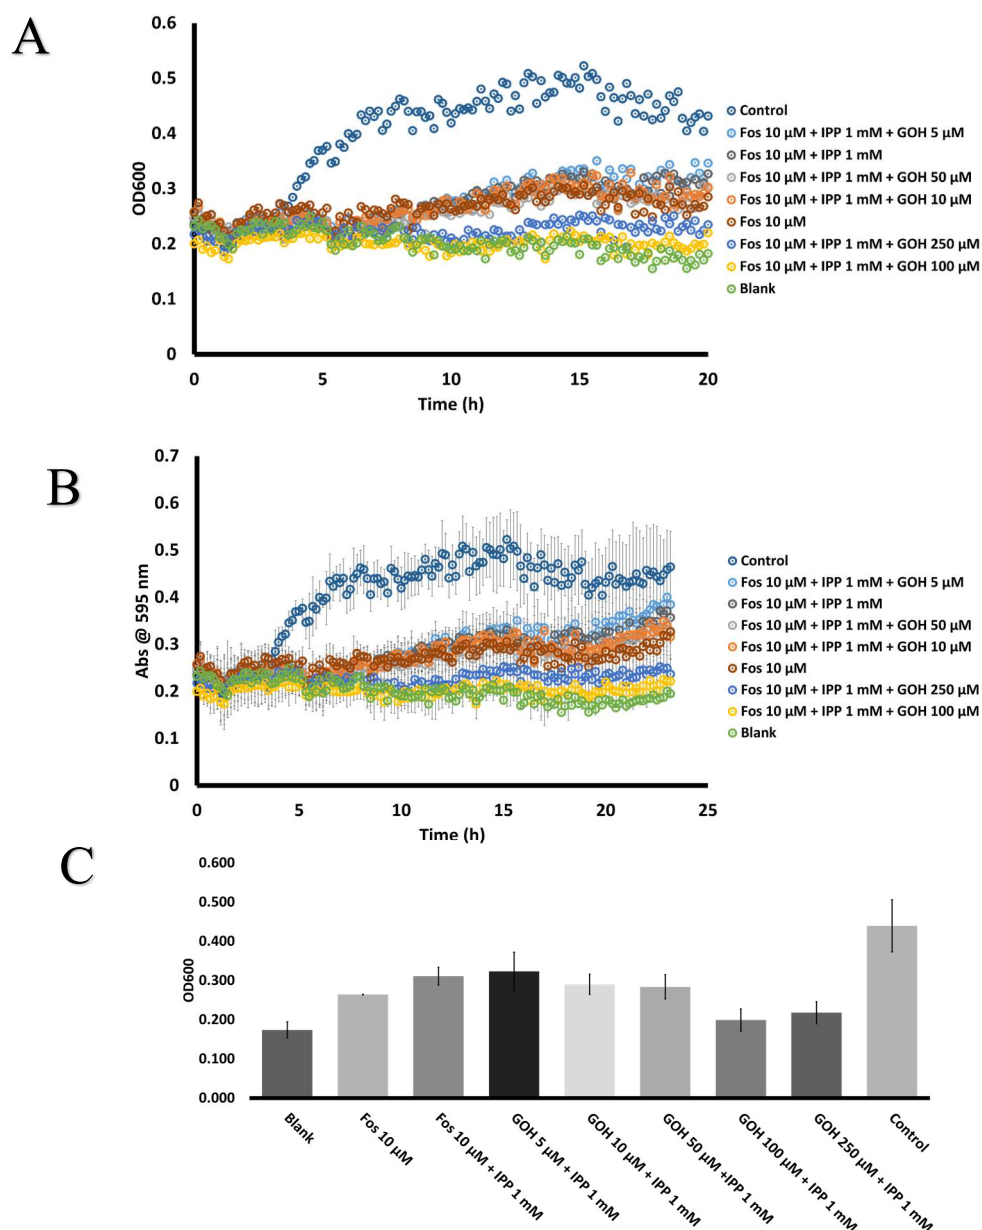 A
0.6
0.5
0.4
0.3
0.2
0.1
0
OD600
0
5
10
15
20
Time (h)
Control
Fos 10 µM + IPP 1 mM + GOH 5 µM
Fos 10 µM + IPP 1 mM
Fos 10 µM + IPP 1 mM + GOH 50 µM
Fos 10 µM + IPP 1 mM + GOH 10 µM
Fos 10 µM
Fos 10 µM + IPP 1 mM + GOH 250 µM
Fos 10 µM + IPP 1 mM + GOH 100 µM
Blank
B
0.7
0.6
0.5
0.4
0.3
0.2
0.1
0
Abs @ 595 nm
0
5
10
15
20
25
Time (h)
Control
Fos 10 µM + IPP 1 mM + GOH 5 µM
Fos 10 µM + IPP 1 mM
Fos 10 µM + IPP 1 mM + GOH 50 µM
Fos 10 µM + IPP 1 mM + GOH 10 µM
Fos 10 µM
Fos 10 µM + IPP 1 mM + GOH 250 µM
Fos 10 µM + IPP 1 mM + GOH 100 µM
Blank
C
0.600
0.500
0.400
0.300
0.200
0.100
0.000
OD600
Blank
Fos 10 µM
Fos 10 µM + IPP 1 mM
GOH 5 µM + IPP 1 mM
GOH 10 µM + IPP 1 mM
GOH 50 µM +IPP 1 mM
GOH 100 µM + IPP 1 mM
GOH 250 µM + IPP 1 mM
Control